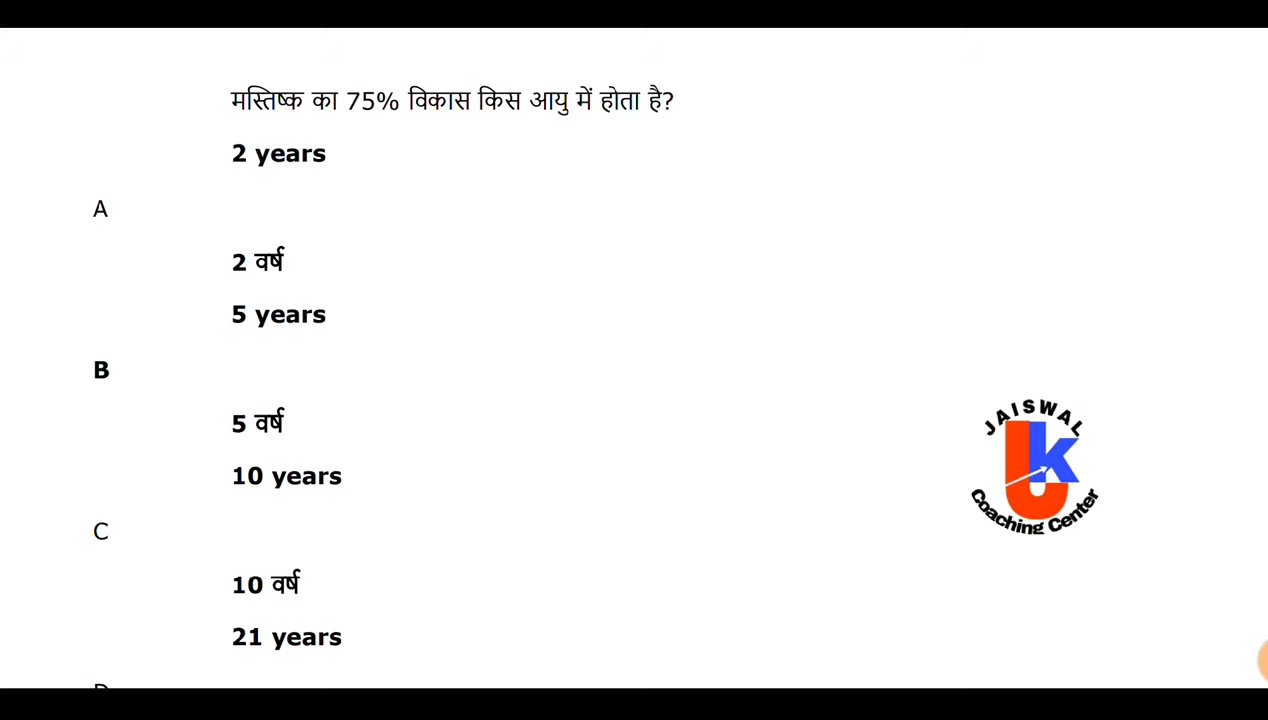 मस्तिष्क का 75% विकास किस आयु में होता है?
2 years
A
2 वर्ष
5 years
B
5 वर्ष
10 years
C
10 वर्ष
21 years
JAISWAL
Jk
Coaching Center